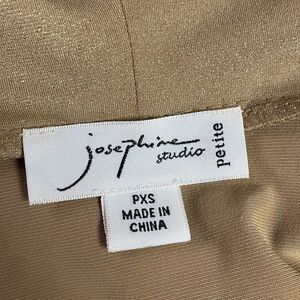 josephine
studio
petite
PXS
MADE IN
CHINA